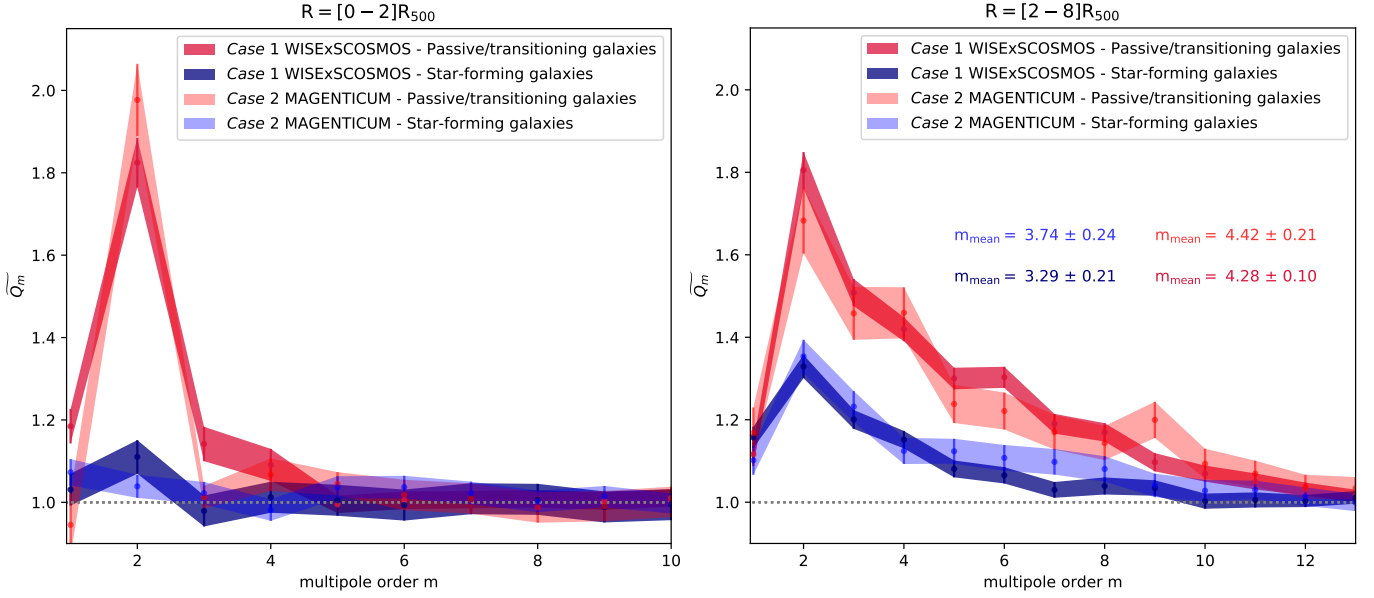 R = [0 − 2]R₅₀₀
Case 1 WISExSCOSMOS - Passive/transitioning galaxies
Case 1 WISExSCOSMOS - Star-forming galaxies
Case 2 MAGENTICUM - Passive/transitioning galaxies
Case 2 MAGENTICUM - Star-forming galaxies
2.0
1.8
1.6
1.4
1.2
1.0
Q̃ₘ
2 4 6 8 10
multipole order m
R = [2 − 8]R₅₀₀
Case 1 WISExSCOSMOS - Passive/transitioning galaxies
Case 1 WISExSCOSMOS - Star-forming galaxies
Case 2 MAGENTICUM - Passive/transitioning galaxies
Case 2 MAGENTICUM - Star-forming galaxies
2.0
1.8
1.6
1.4
1.2
1.0
Q̃ₘ
m_mean = 3.74 ± 0.24 m_mean = 4.42 ± 0.21
m_mean = 3.29 ± 0.21 m_mean = 4.28 ± 0.10
2 4 6 8 10 12
multipole order m